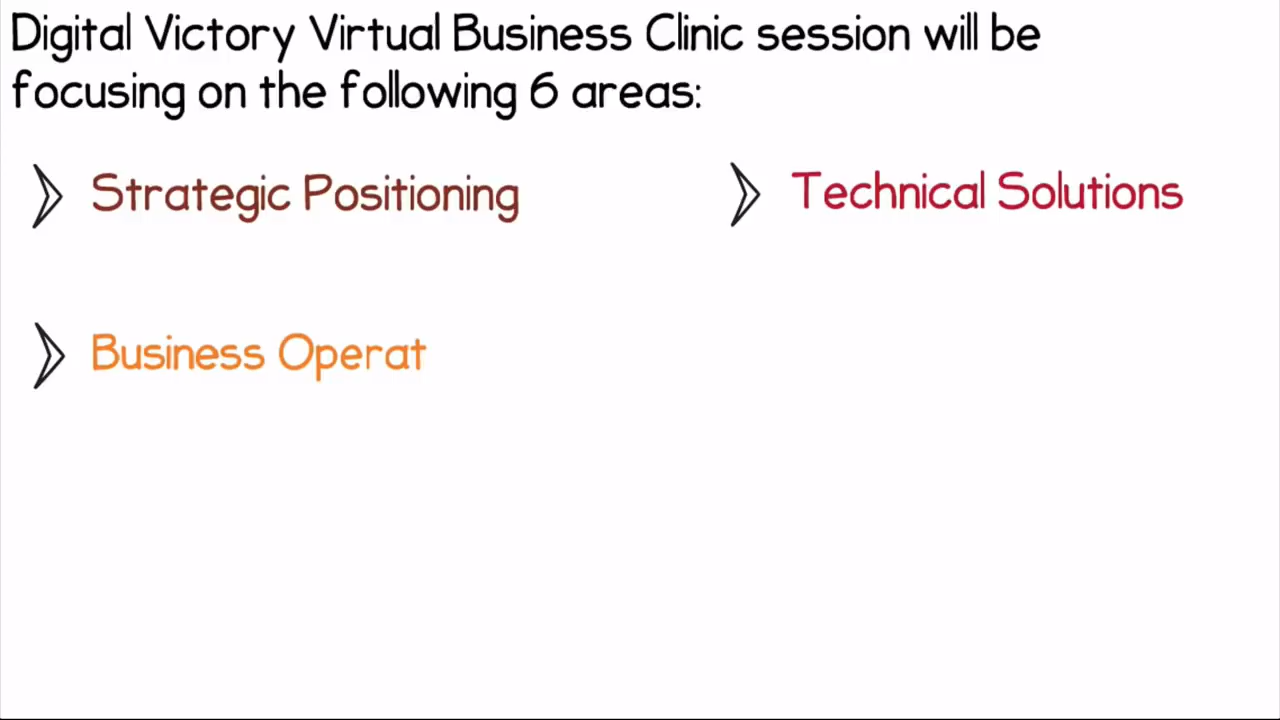 Digital Victory Virtual Business Clinic session will be
focusing on the following 6 areas:
Strategic Positioning
Technical Solutions
Business Operat